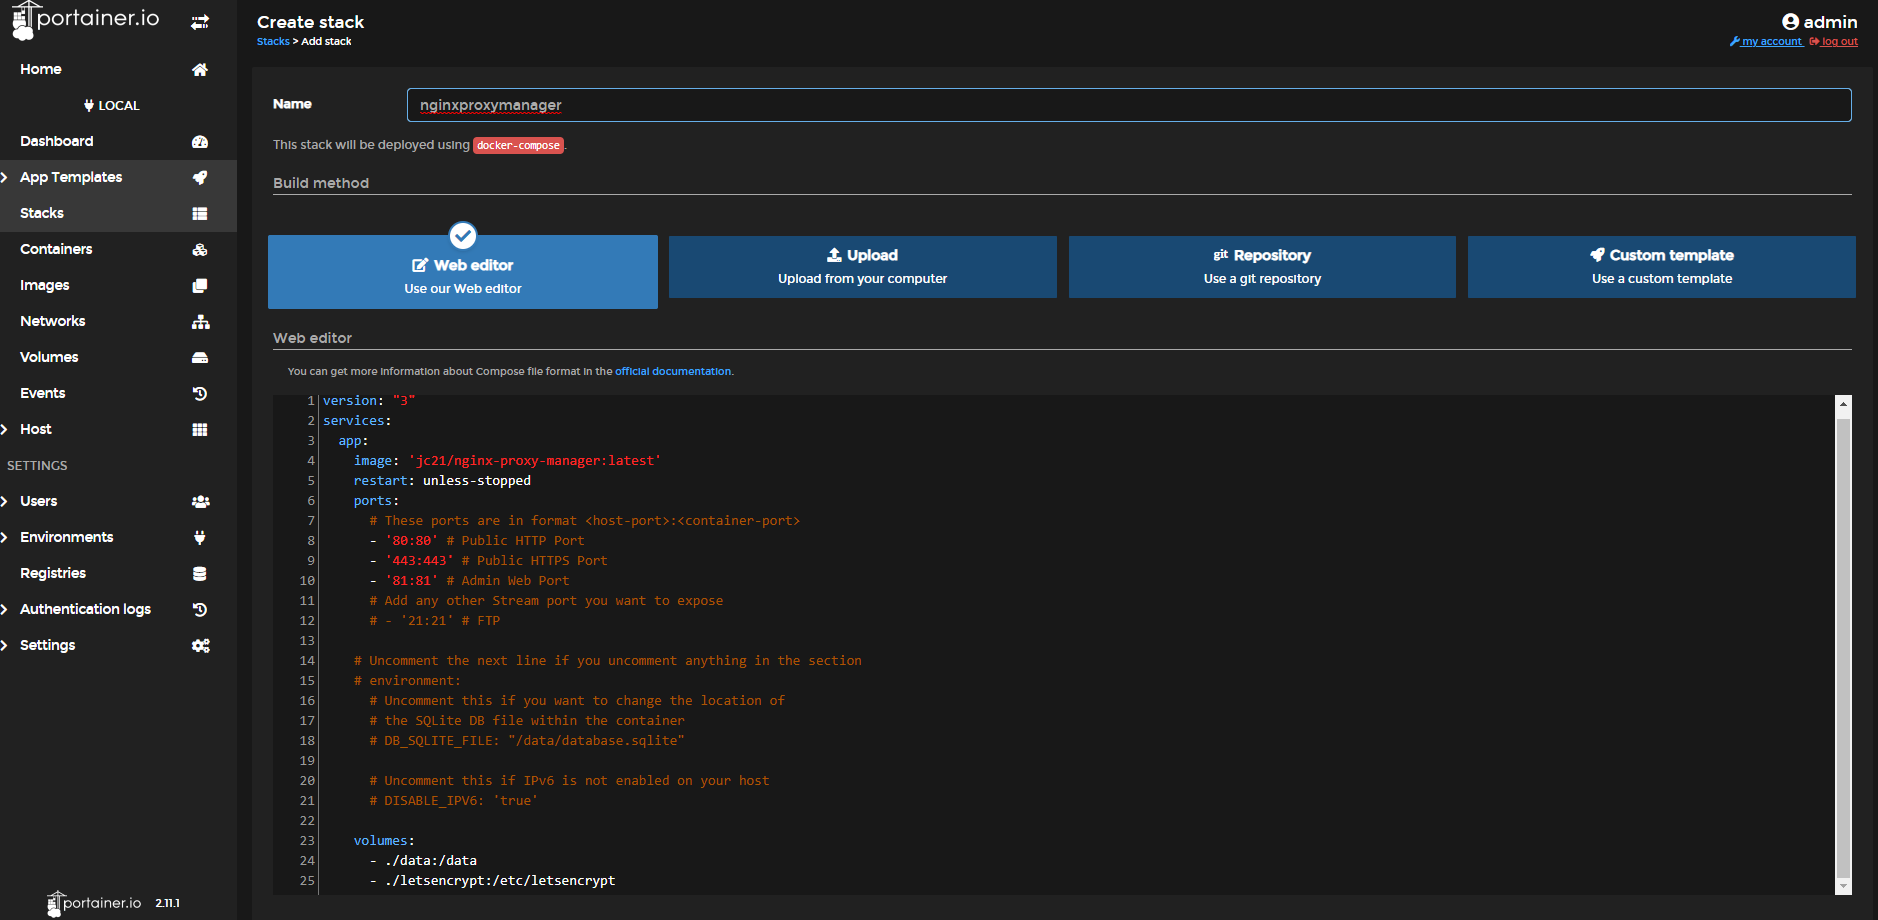 portainer.io
Home
LOCAL
Dashboard
App Templates
Stacks
Containers
Images
Networks
Volumes
Events
Host
SETTINGS
Users
Environments
Registries
Authentication logs
Settings
portainer.io 2.11.1
Create stack
Stacks > Add stack
admin
my account log out
Name
nginxproxymanager
This stack will be deployed using docker-compose.
Build method
Web editor
Use our Web editor
Upload
Upload from your computer
git Repository
Use a git repository
Custom template
Use a custom template
Web editor
You can get more information about Compose file format in the official documentation.
1 version: "3"
2 services:
3   app:
4     image: 'jc21/nginx-proxy-manager:latest'
5     restart: unless-stopped
6     ports:
7       # These ports are in format <host-port>:<container-port>
8       - '80:80' # Public HTTP Port
9       - '443:443' # Public HTTPS Port
10       - '81:81' # Admin Web Port
11       # Add any other Stream port you want to expose
12       # - '21:21' # FTP
13
14     # Uncomment the next line if you uncomment anything in the section
15     # environment:
16       # Uncomment this if you want to change the location of
17       # the SQLite DB file within the container
18       # DB_SQLITE_FILE: "/data/database.sqlite"
19
20       # Uncomment this if IPv6 is not enabled on your host
21       # DISABLE_IPV6: 'true'
22
23     volumes:
24       - ./data:/data
25       - ./letsencrypt:/etc/letsencrypt